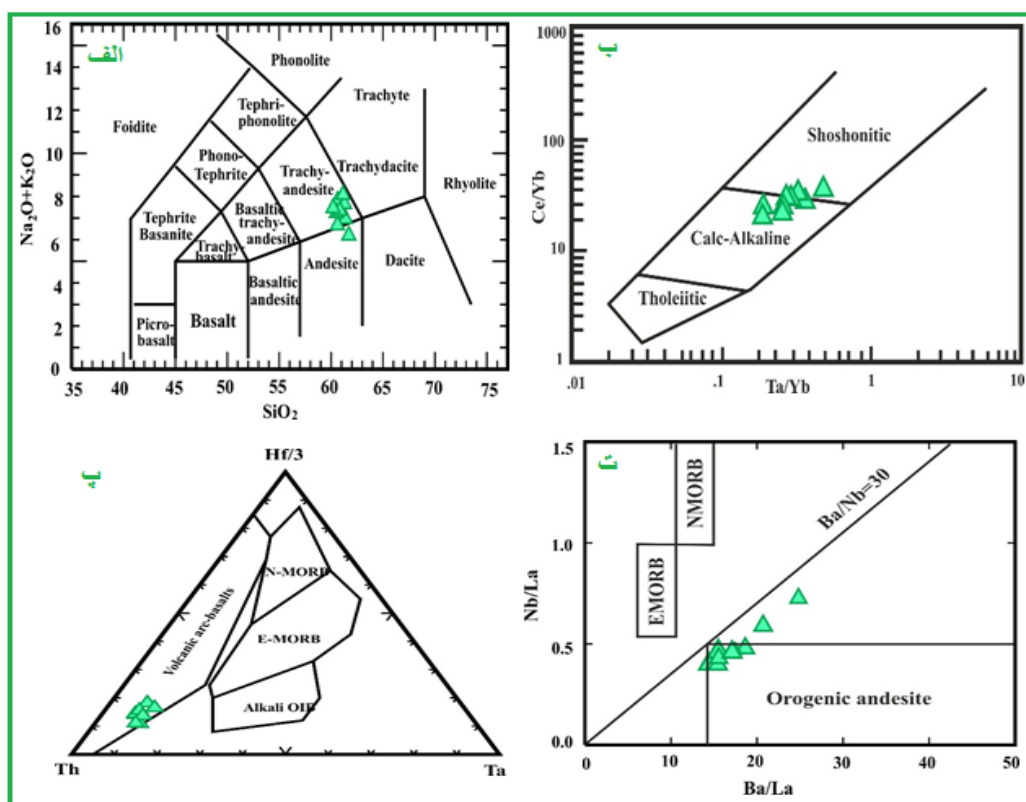 الف
16
14
12
10
8
6
4
2
0
Na₂O+K₂O
35
40
45
50
55
60
65
70
75
SiO₂
Phonolite
Foidite
Tephri-
phonolite
Trachyte
Phono-
Tephrite
Trachy-
andesite
Trachydacite
Rhyolite
Tephrite
Basanite
Basaltic
trachy-
andesite
Trachy-
basalt
Basaltic
andesite
Andesite
Dacite
Picro-
basalt
Basalt
ب
1000
100
10
1
Ce/Yb
.01
.1
1
10
Ta/Yb
Shoshonitic
Calc-Alkaline
Tholeiitic
Hf/3
Th
Ta
Volcanic arc-basalts
N-MORB
E-MORB
Alkali OIB
1.5
1.0
0.5
0.0
Nb/La
0
10
20
30
40
50
Ba/La
NMORB
EMORB
Ba/Nb=30
Orogenic andesite